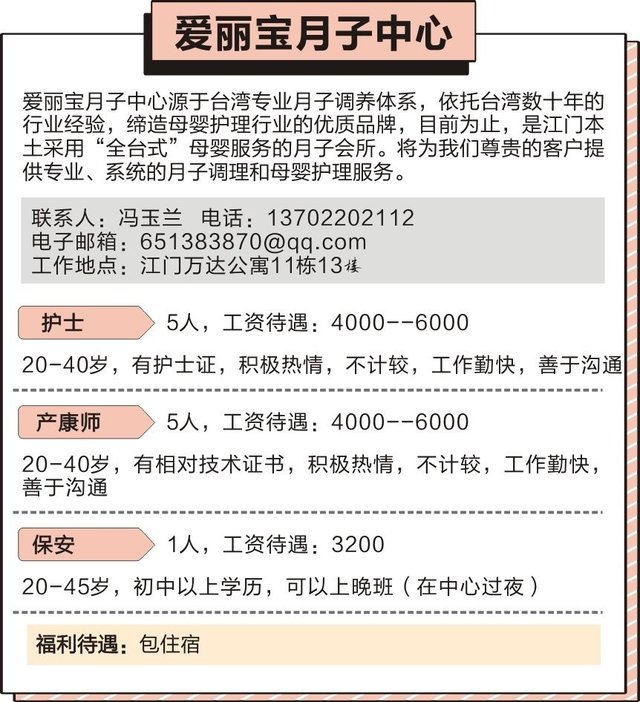 爱丽宝月子中心
爱丽宝月子中心源于台湾专业月子调养体系，依托台湾数十年的
行业经验，缔造母婴护理行业的优质品牌，目前为止，是江门本
土采用“全台式”母婴服务的月子会所。将为我们尊贵的客户提
供专业、系统的月子调理和母婴护理服务。
联系人：冯玉兰 电话：13702202112
电子邮箱：651383870@qq.com
工作地点：江门万达公寓11栋13楼
护士 5人，工资待遇：4000--6000
20-40岁，有护士证，积极热情，不计较，工作勤快，善于沟通
产康师 5人，工资待遇：4000--6000
20-40岁，有相对技术证书，积极热情，不计较，工作勤快，
善于沟通
保安 1人，工资待遇：3200
20-45岁，初中以上学历，可以上晚班（在中心过夜）
福利待遇：包住宿